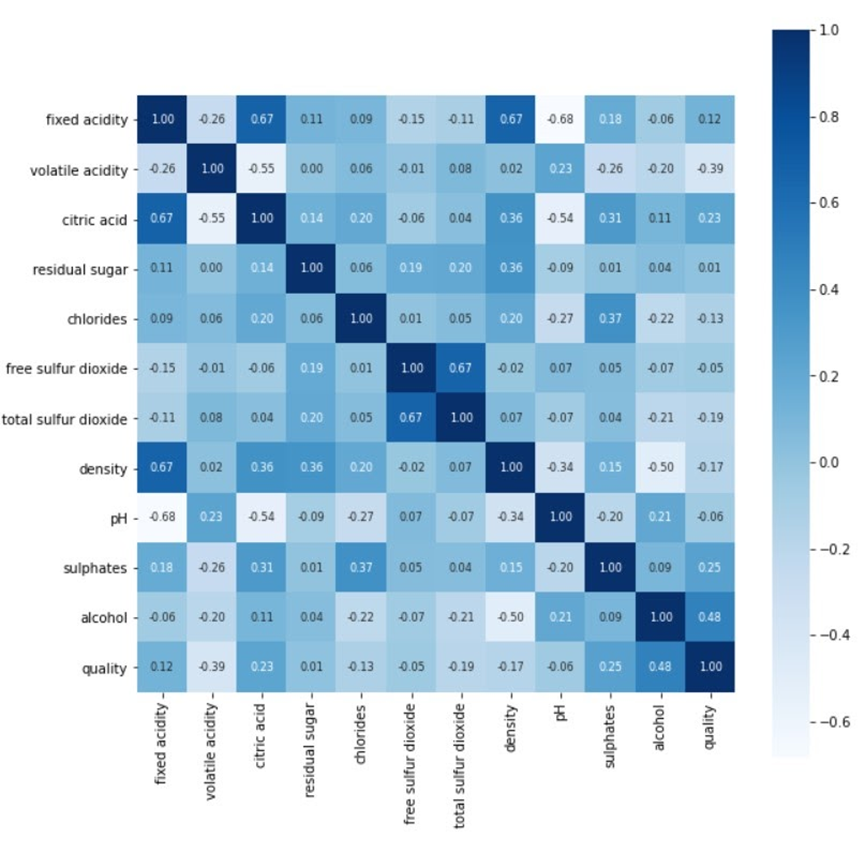 1.0
fixed acidity 1.00 -0.26 0.67 0.11 0.09 -0.15 -0.11 0.67 -0.68 0.18 -0.06 0.12
0.8
volatile acidity -0.26 1.00 -0.55 0.00 0.06 -0.01 0.08 0.02 0.23 -0.26 -0.20 -0.39
citric acid 0.67 -0.55 1.00 0.14 0.20 -0.06 0.04 0.36 -0.54 0.31 0.11 0.23
0.6
residual sugar 0.11 0.00 0.14 1.00 0.06 0.19 0.20 0.36 -0.09 0.01 0.04 0.01
0.4
chlorides 0.09 0.06 0.20 0.06 1.00 0.01 0.05 0.20 -0.27 0.37 -0.22 -0.13
free sulfur dioxide -0.15 -0.01 -0.06 0.19 0.01 1.00 0.67 -0.02 0.07 0.05 -0.07 -0.05
0.2
total sulfur dioxide -0.11 0.08 0.04 0.20 0.05 0.67 1.00 0.07 -0.07 0.04 -0.21 -0.19
0.0
density 0.67 0.02 0.36 0.36 0.20 -0.02 0.07 1.00 -0.34 0.15 -0.50 -0.17
pH -0.68 0.23 -0.54 -0.09 -0.27 0.07 -0.07 -0.34 1.00 -0.20 0.21 -0.06
−0.2
sulphates 0.18 -0.26 0.31 0.01 0.37 0.05 0.04 0.15 -0.20 1.00 0.09 0.25
alcohol -0.06 -0.20 0.11 0.04 -0.22 -0.07 -0.21 -0.50 0.21 0.09 1.00 0.48
−0.4
quality 0.12 -0.39 0.23 0.01 -0.13 -0.05 -0.19 -0.17 -0.06 0.25 0.48 1.00
−0.6
fixed acidity
volatile acidity
citric acid
residual sugar
chlorides
free sulfur dioxide
total sulfur dioxide
density
pH
sulphates
alcohol
quality